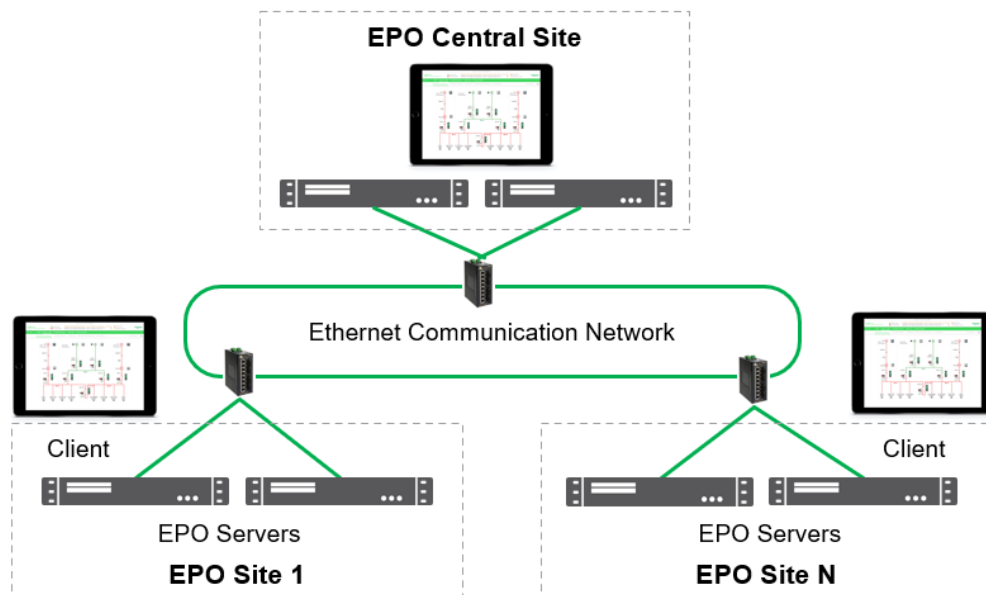 EPO Central Site
Ethernet Communication Network
Client
Client
EPO Servers
EPO Servers
EPO Site 1
EPO Site N